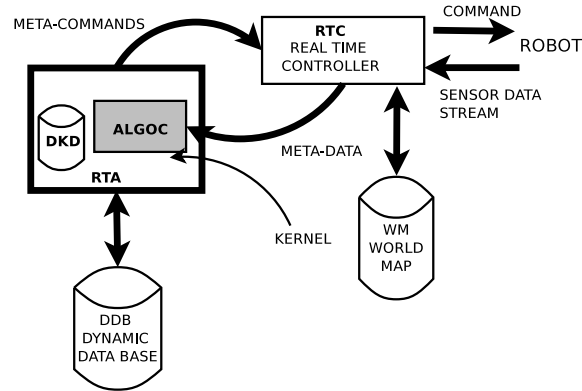 META-COMMANDS
RTC
REAL TIME
CONTROLLER
COMMAND
ROBOT
SENSOR DATA
STREAM
DKD
ALGOC
RTA
META-DATA
KERNEL
WM
WORLD
MAP
DDB
DYNAMIC
DATA BASE